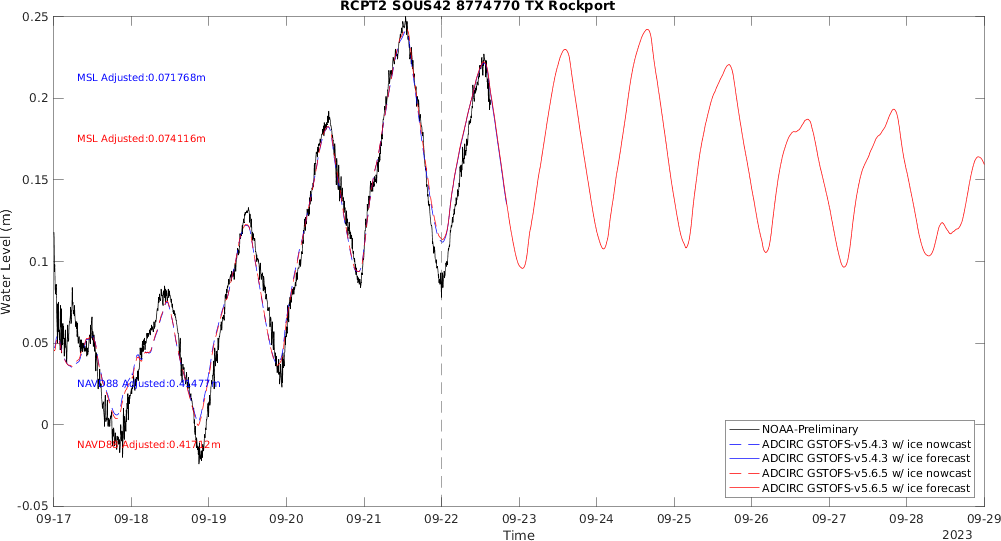 RCPT2 SOUS42 8774770 TX Rockport
0.25
MSL Adjusted:0.071768m
0.2
MSL Adjusted:0.074116m
0.15
Water Level (m)
0.1
0.05
NAVD88
0
-0.05
NOAA-Preliminary
ADCIRC GSTOFS-v5.4.3 w/ ice nowcast
ADCIRC GSTOFS-v5.4.3 w/ ice forecast
ADCIRC GSTOFS-v5.6.5 w/ ice nowcast
ADCIRC GSTOFS-v5.6.5 w/ ice forecast
09-17 09-18 09-19 09-20 09-21 09-22 09-23 09-24 09-25 09-26 09-27 09-28 09-29
Time
2023